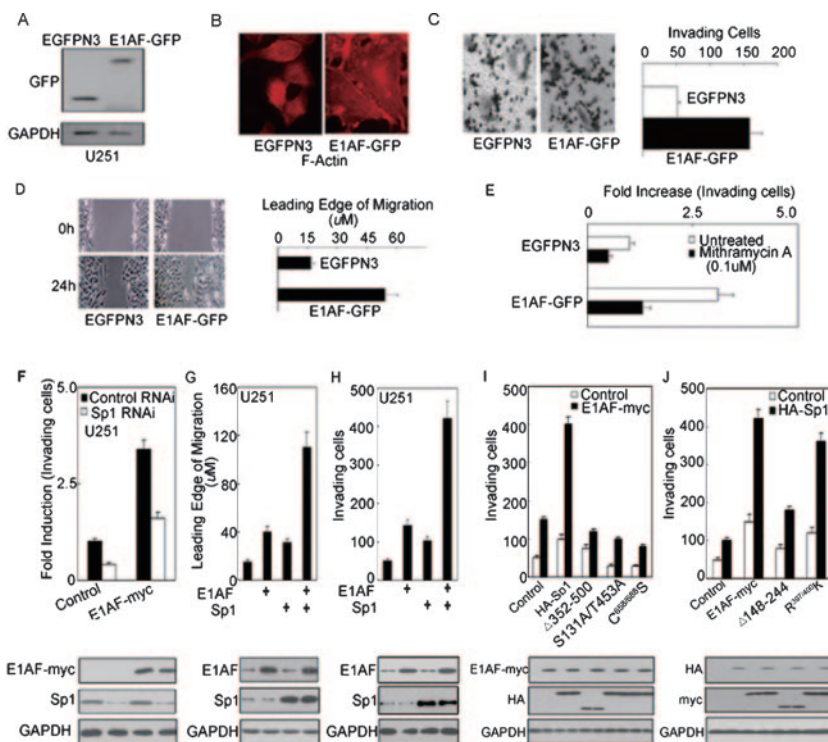 A
EGFPN3 E1AF-GFP
GFP
GAPDH
U251
B
EGFPN3 E1AF-GFP
F-Actin
C
EGFPN3 E1AF-GFP
Invading Cells
0 50 100 200
EGFPN3
E1AF-GFP
D
0h
24h
EGFPN3 E1AF-GFP
Leading Edge of Migration
(uM)
0 15 30 45 60
EGFPN3
E1AF-GFP
E
Fold Increase (Invading cells)
0 2.5 5.0
EGFPN3
E1AF-GFP
Untreated
Mithramycin A
(0.1uM)
F
Fold Induction (Invading cells)
5.0
2.5
0
Control RNAi
Sp1 RNAi
U251
Control
E1AF-myc
E1AF-myc
Sp1
GAPDH
G
Leading Edge of Migration
(uM)
160
120
80
40
0
U251
E1AF + +
Sp1 + +
E1AF
Sp1
GAPDH
H
Invading cells
500
400
300
200
100
0
U251
E1AF + +
Sp1 + +
E1AF
Sp1
GAPDH
I
Invading cells
500
400
300
200
100
0
Control
E1AF-myc
Control
HA-Sp1
△352-500
S131A/T453A
S
E1AF-myc
HA
GAPDH
J
Invading cells
500
400
300
200
100
0
Control
HA-Sp1
Control
E1AF-myc
△148-244
K
HA
myc
GAPDH